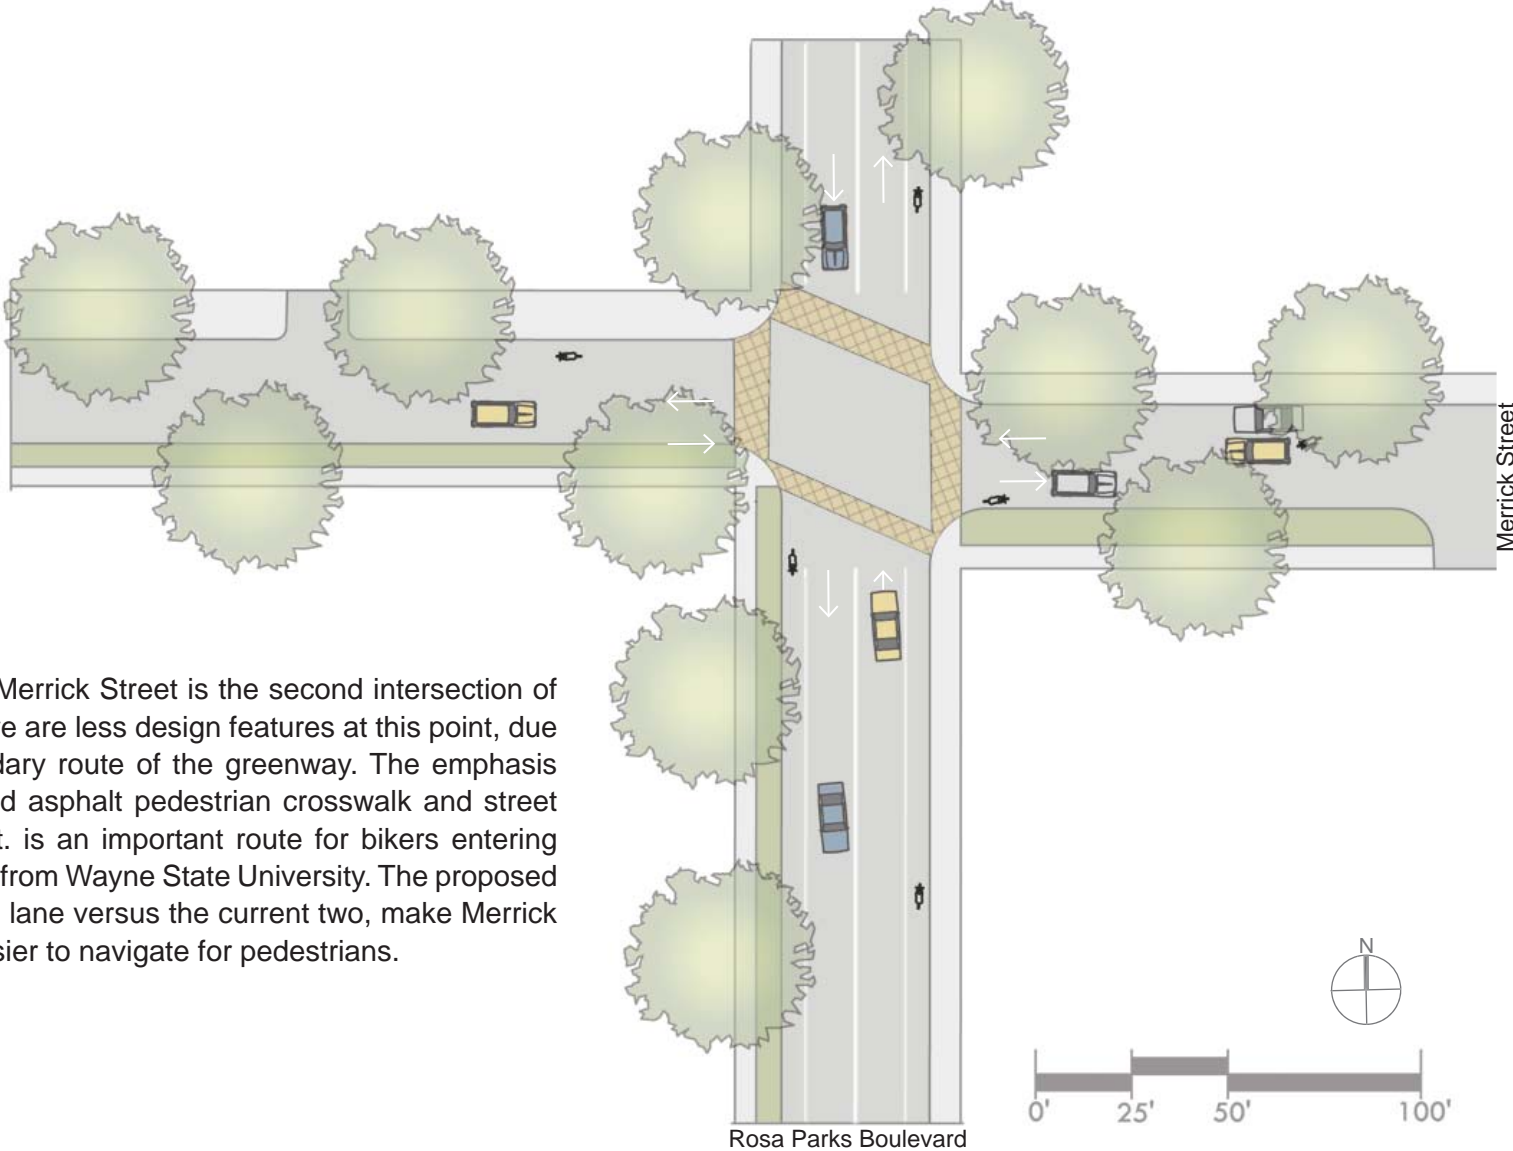 Merrick Street
Merrick Street is the second intersection of
re are less design features at this point, due
dary route of the greenway. The emphasis
d asphalt pedestrian crosswalk and street
t. is an important route for bikers entering
from Wayne State University. The proposed
lane versus the current two, make Merrick
sier to navigate for pedestrians.
N
0' 25' 50' 100'
Rosa Parks Boulevard